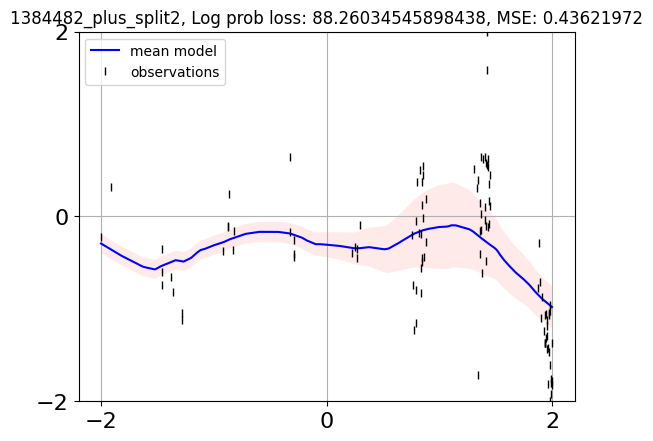 1384482_plus_split2, Log prob loss: 88.26034545898438, MSE: 0.43621972
2
mean model
observations
0
−2
−2
0
2